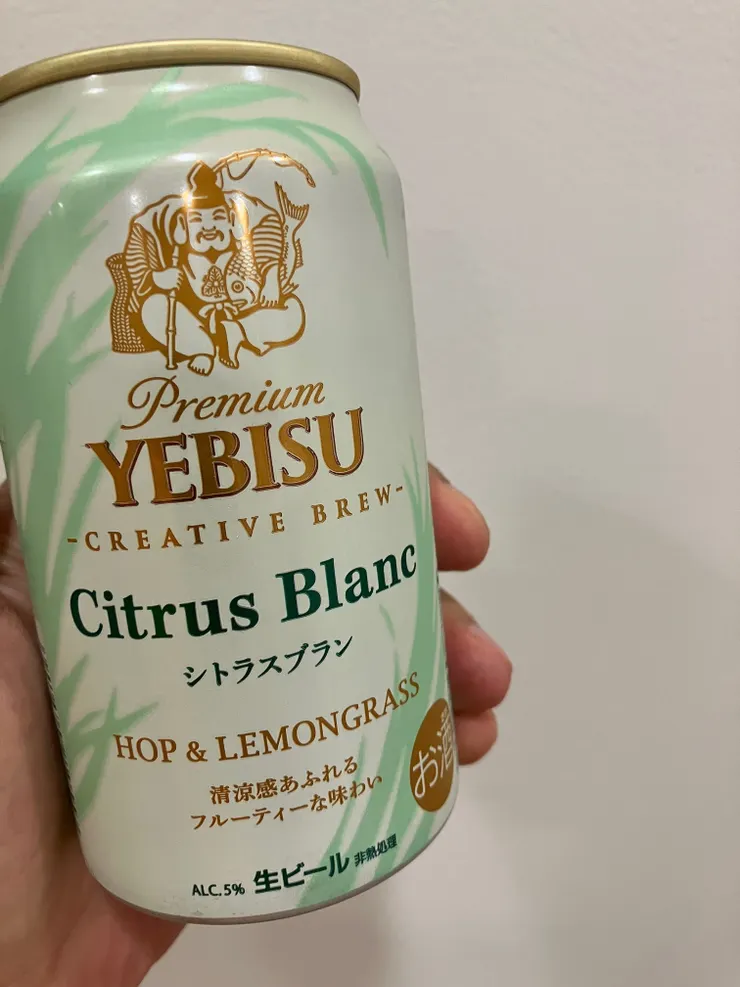 Premium
YEBISU
-CREATIVE BREW-
Citrus Blanc
シトラスブラン
HOP & LEMONGRASS
清涼感あふれる
フルーティーな味わい
お酒
ALC.5% 生ビール 非熱処理